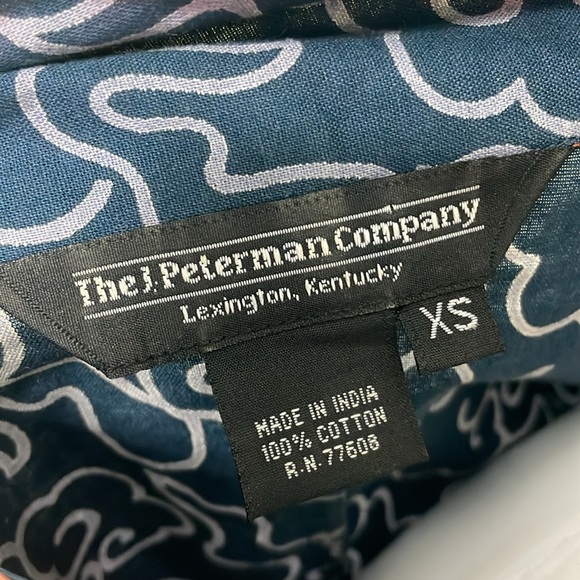 The J. Peterman Company
Lexington, Kentucky
XS
MADE IN INDIA
100% COTTON
R.N. 77608